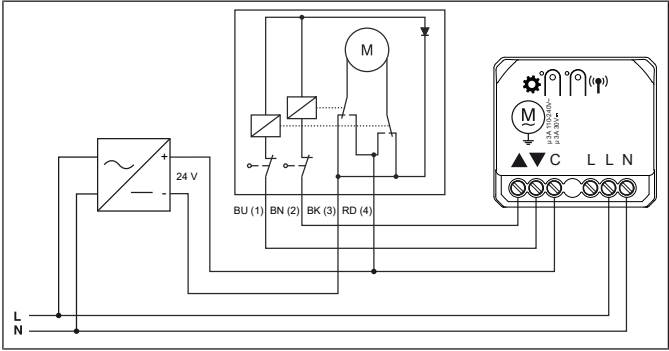 M
M
~
µ 3A 110-240V~
µ 3A 30V
C L L N
+
24 V
-
BU (1) BN (2) BK (3) RD (4)
L
N